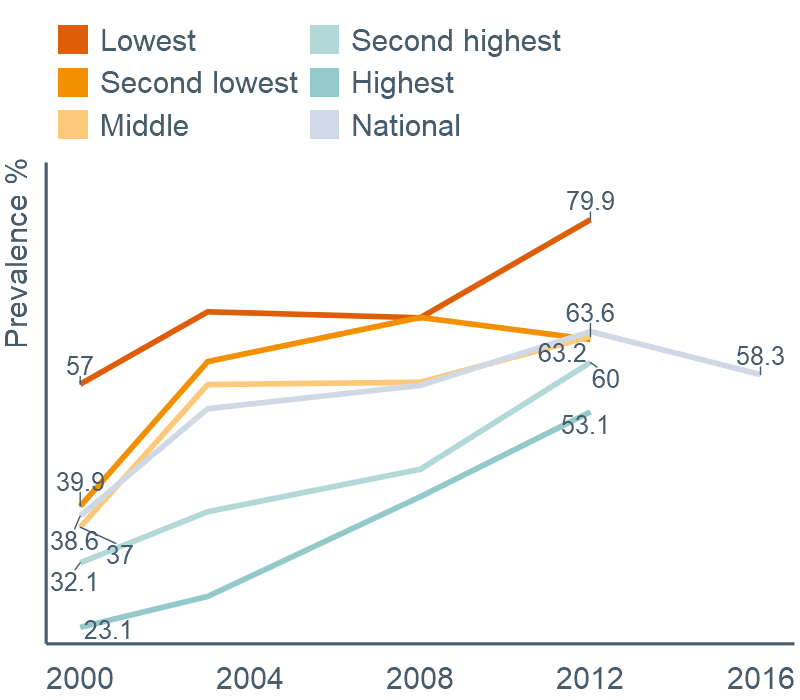 Lowest
Second lowest
Middle
Second highest
Highest
National
Prevalence %
79.9
63.6
63.2
60
58.3
53.1
57
39.9
38.6
37
32.1
23.1
2000 2004 2008 2012 2016